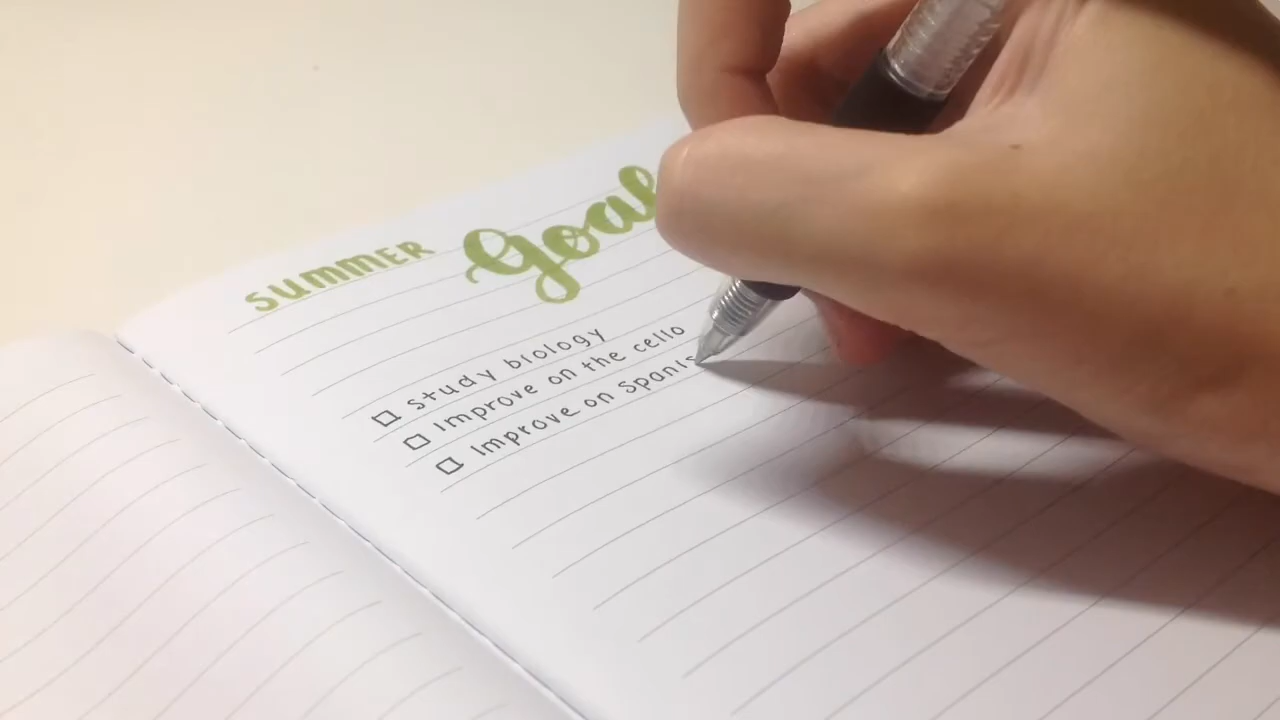 SUMMER Goal
study biology
Improve on the cello
Improve on Spanis